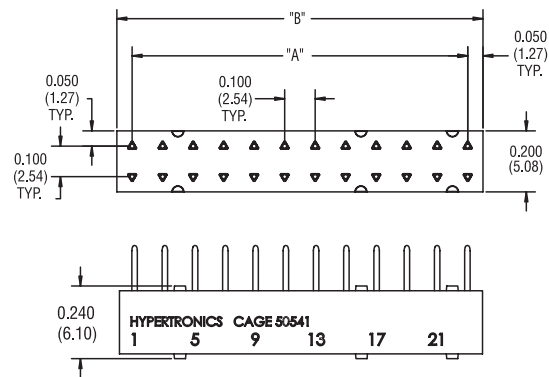 "B"
"A"
0.050
(1.27)
TYP.
0.050
(1.27)
TYP.
0.100
(2.54)
0.100
(2.54)
TYP.
0.200
(5.08)
0.240
(6.10)
HYPERTRONICS CAGE 50541
1 5 9 13 17 21